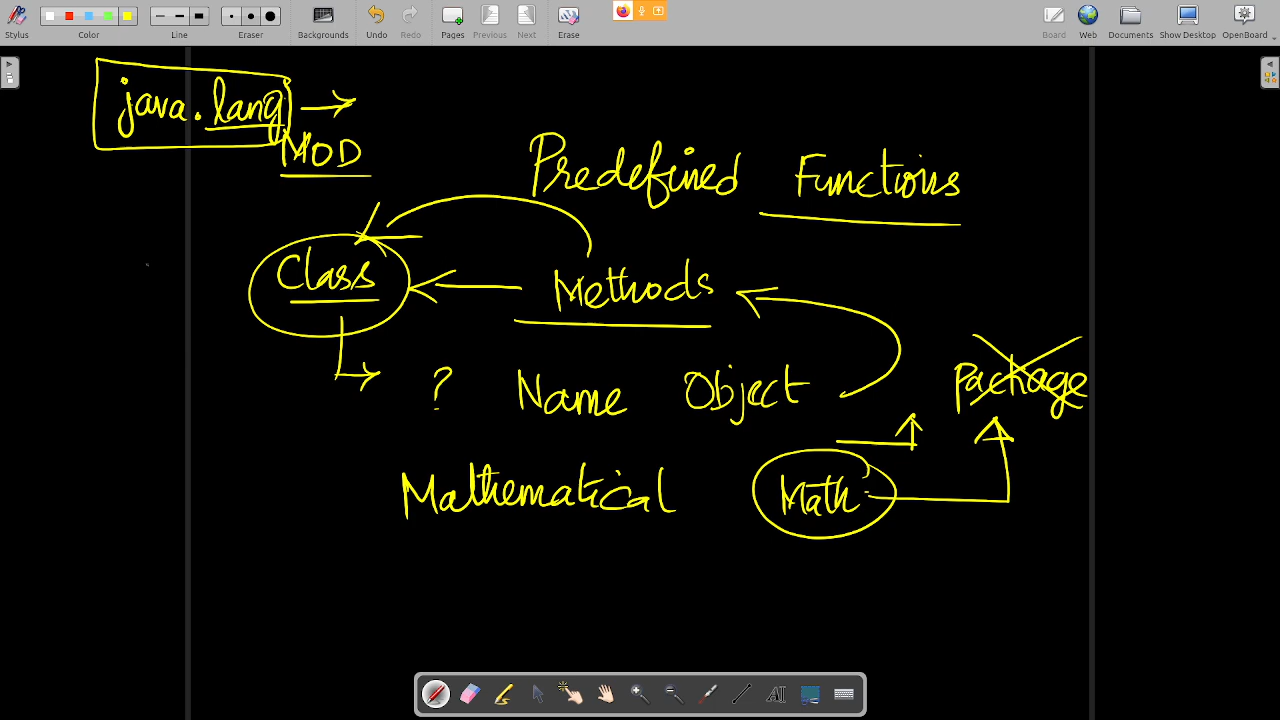 Stylus Color Line Eraser Backgrounds Undo Redo Pages Previous Next Erase Board Web Documents Show Desktop OpenBoard
java.lang
MOD
Predefined Functions
Class Methods
? Name Object Package
Mathematical Math
AI